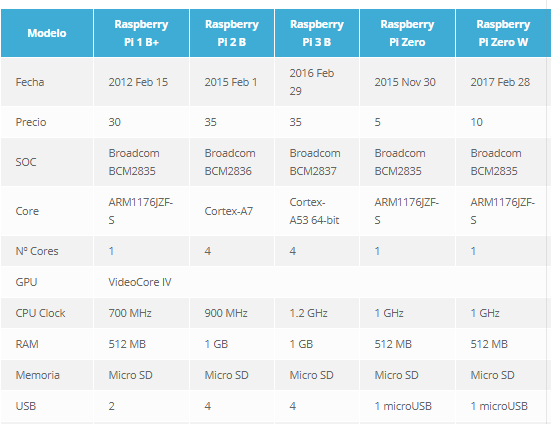 Modelo Raspberry Pi 1 B+ Raspberry Pi 2 B Raspberry Pi 3 B Raspberry Pi Zero Raspberry Pi Zero W
Fecha 2012 Feb 15 2015 Feb 1 2016 Feb 29 2015 Nov 30 2017 Feb 28
Precio 30 35 35 5 10
SOC Broadcom BCM2835 Broadcom BCM2836 Broadcom BCM2837 Broadcom BCM2835 Broadcom BCM2835
Core ARM1176JZF-S Cortex-A7 Cortex-A53 64-bit ARM1176JZF-S ARM1176JZF-S
Nº Cores 1 4 4 1 1
GPU VideoCore IV
CPU Clock 700 MHz 900 MHz 1.2 GHz 1 GHz 1 GHz
RAM 512 MB 1 GB 1 GB 512 MB 512 MB
Memoria Micro SD Micro SD Micro SD Micro SD Micro SD
USB 2 4 4 1 microUSB 1 microUSB